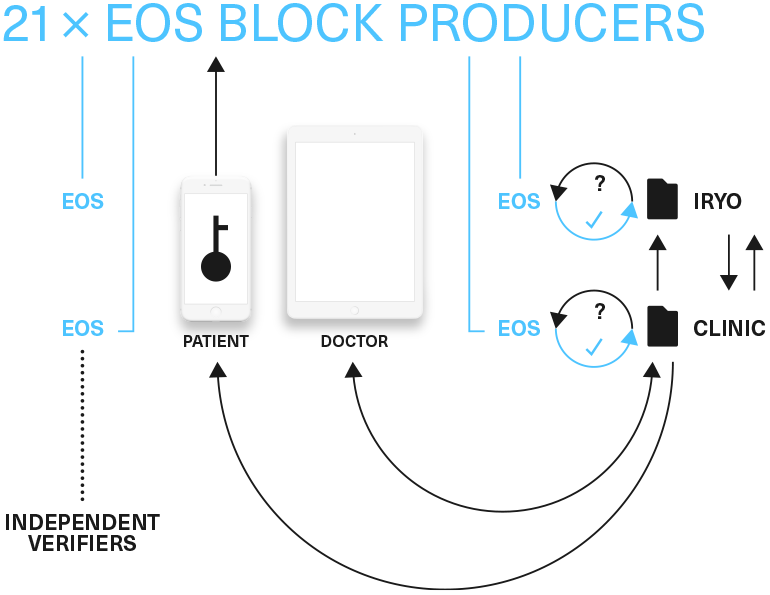 21 × EOS BLOCK PRODUCERS
EOS
EOS
?
IRYO
EOS
EOS
?
CLINIC
PATIENT
DOCTOR
INDEPENDENT
VERIFIERS